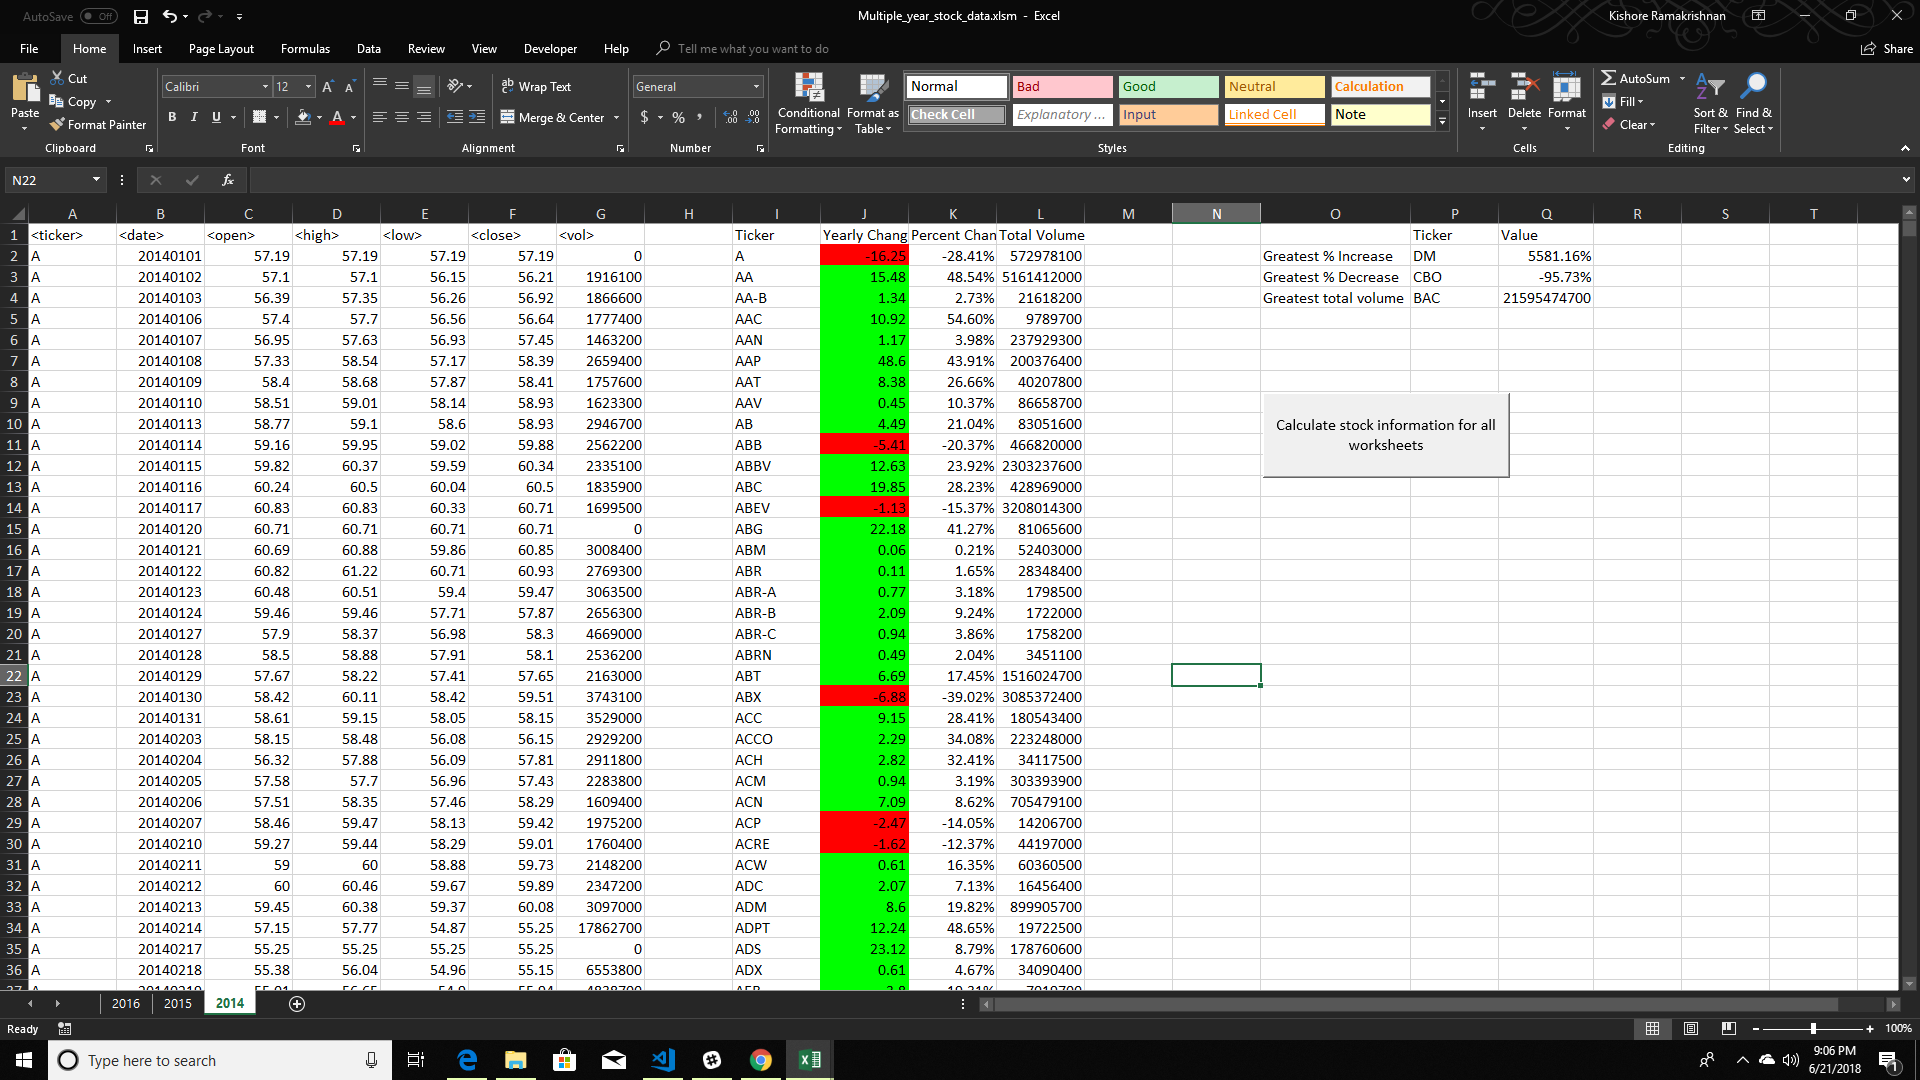 AutoSave Off
Multiple_year_stock_data.xlsm - Excel
Kishore Ramakrishnan
File Home Insert Page Layout Formulas Data Review View Developer Help Tell me what you want to do Share
Paste
Cut
Copy
Format Painter
Clipboard
Calibri 12
B I U
Font
Wrap Text
Merge & Center
Alignment
General
$ % ,
Number
Conditional Formatting
Format as Table
Normal Bad Good Neutral Calculation
Check Cell Explanatory ... Input Linked Cell Note
Styles
Insert Delete Format
Cells
AutoSum
Fill
Clear
Sort & Filter
Find & Select
Editing
N22 fx
A B C D E F G H I J K L M N O P Q R S T
1 <ticker> <date> <open> <high> <low> <close> <vol> Ticker Yearly Chang Percent Chan Total Volume Ticker Value
2 A 20140101 57.19 57.19 57.19 57.19 0 A -16.25 -28.41% 572978100 Greatest % Increase DM 5581.16%
3 A 20140102 57.1 57.1 56.15 56.21 1916100 AA 15.48 48.54% 5161412000 Greatest % Decrease CBO -95.73%
4 A 20140103 56.39 57.35 56.26 56.92 1866600 AA-B 1.34 2.73% 21618200 Greatest total volume BAC 21595474700
5 A 20140106 57.4 57.7 56.56 56.64 1777400 AAC 10.92 54.60% 9789700
6 A 20140107 56.95 57.63 56.93 57.45 1463200 AAN 1.17 3.98% 237929300
7 A 20140108 57.33 58.54 57.17 58.39 2659400 AAP 48.6 43.91% 200376400
8 A 20140109 58.4 58.68 57.87 58.41 1757600 AAT 8.38 26.66% 40207800
9 A 20140110 58.51 59.01 58.14 58.93 1623300 AAV 0.45 10.37% 86658700
10 A 20140113 58.77 59.1 58.6 58.93 2946700 AB 4.49 21.04% 83051600
11 A 20140114 59.16 59.95 59.02 59.88 2562200 ABB -5.41 -20.37% 466820000
12 A 20140115 59.82 60.37 59.59 60.34 2335100 ABBV 12.63 23.92% 2303237600
13 A 20140116 60.24 60.5 60.04 60.5 1835900 ABC 19.85 28.23% 428969000
14 A 20140117 60.83 60.83 60.33 60.71 1699500 ABEV -1.13 -15.37% 3208014300
15 A 20140120 60.71 60.71 60.71 60.71 0 ABG 22.18 41.27% 81065600
16 A 20140121 60.69 60.88 59.86 60.85 3008400 ABM 0.06 0.21% 52403000
17 A 20140122 60.82 61.22 60.71 60.93 2769300 ABR 0.11 1.65% 28348400
18 A 20140123 60.48 60.51 59.4 59.47 3063500 ABR-A 0.77 3.18% 1798500
19 A 20140124 59.46 59.46 57.71 57.87 2656300 ABR-B 2.09 9.24% 1722000
20 A 20140127 57.9 58.37 56.98 58.3 4669000 ABR-C 0.94 3.86% 1758200
21 A 20140128 58.5 58.88 57.91 58.1 2536200 ABRN 0.49 2.04% 3451100
22 A 20140129 57.67 58.22 57.41 57.65 2163000 ABT 6.69 17.45% 1516024700
23 A 20140130 58.42 60.11 58.42 59.51 3743100 ABX -6.88 -39.02% 3085372400
24 A 20140131 58.61 59.15 58.05 58.15 3529000 ACC 9.15 28.41% 180543400
25 A 20140203 58.15 58.48 56.08 56.15 2929200 ACCO 2.29 34.08% 223248000
26 A 20140204 56.32 57.88 56.09 57.81 2911800 ACH 2.82 32.41% 34117500
27 A 20140205 57.58 57.7 56.96 57.43 2283800 ACM 0.94 3.19% 303393900
28 A 20140206 57.51 58.35 57.46 58.29 1609400 ACN 7.09 8.62% 705479100
29 A 20140207 58.46 59.47 58.13 59.42 1975200 ACP -2.47 -14.05% 14206700
30 A 20140210 59.27 59.44 58.29 59.01 1760400 ACRE -1.62 -12.37% 44197000
31 A 20140211 59 60 58.88 59.73 2148200 ACW 0.61 16.35% 60360500
32 A 20140212 60 60.46 59.67 59.89 2347200 ADC 2.07 7.13% 16456400
33 A 20140213 59.45 60.38 59.37 60.08 3097000 ADM 8.6 19.82% 899905700
34 A 20140214 57.15 57.77 54.87 55.25 17862700 ADPT 12.24 48.65% 19722500
35 A 20140217 55.25 55.25 55.25 55.25 0 ADS 23.12 8.79% 178760600
36 A 20140218 55.38 56.04 54.96 55.15 6553800 ADX 0.61 4.67% 34090400
Calculate stock information for all
worksheets
2016 2015 2014
Ready
100%
Type here to search
9:06 PM
6/21/2018
1